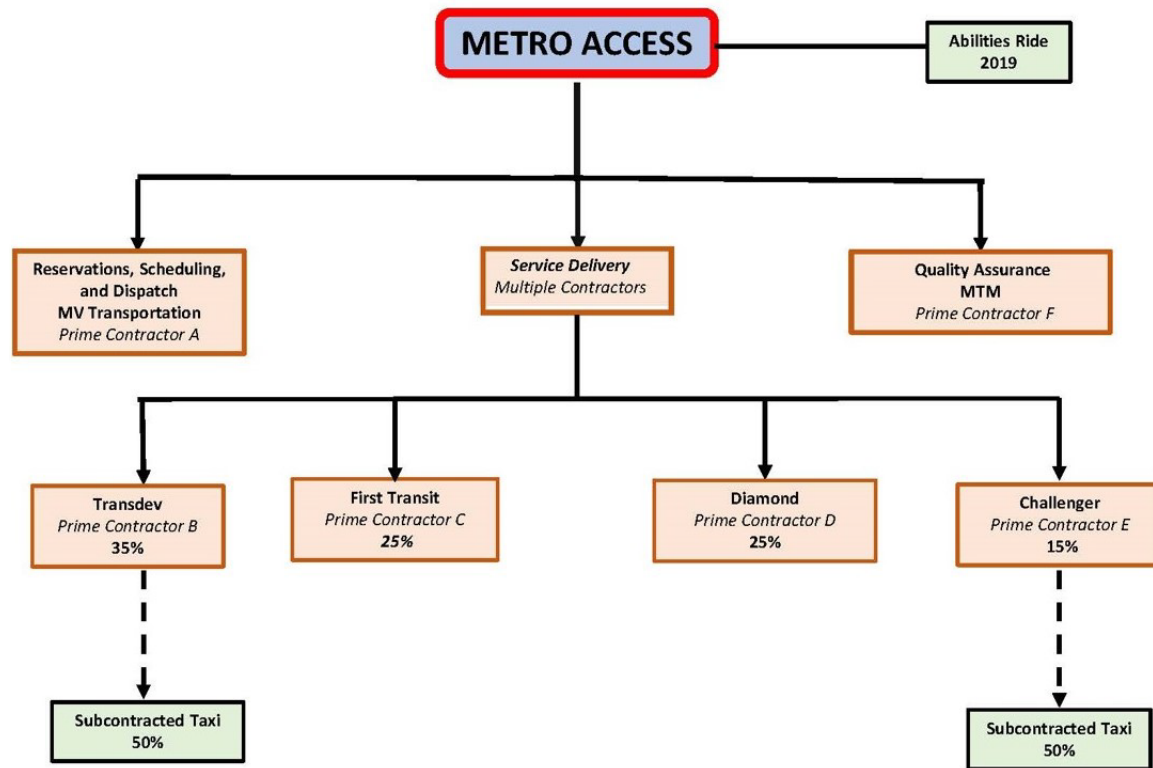 METRO ACCESS
Abilities Ride
2019
Reservations, Scheduling,
and Dispatch
MV Transportation
Prime Contractor A
Service Delivery
Multiple Contractors
Quality Assurance
MTM
Prime Contractor F
Transdev
Prime Contractor B
35%
First Transit
Prime Contractor C
25%
Diamond
Prime Contractor D
25%
Challenger
Prime Contractor E
15%
Subcontracted Taxi
50%
Subcontracted Taxi
50%